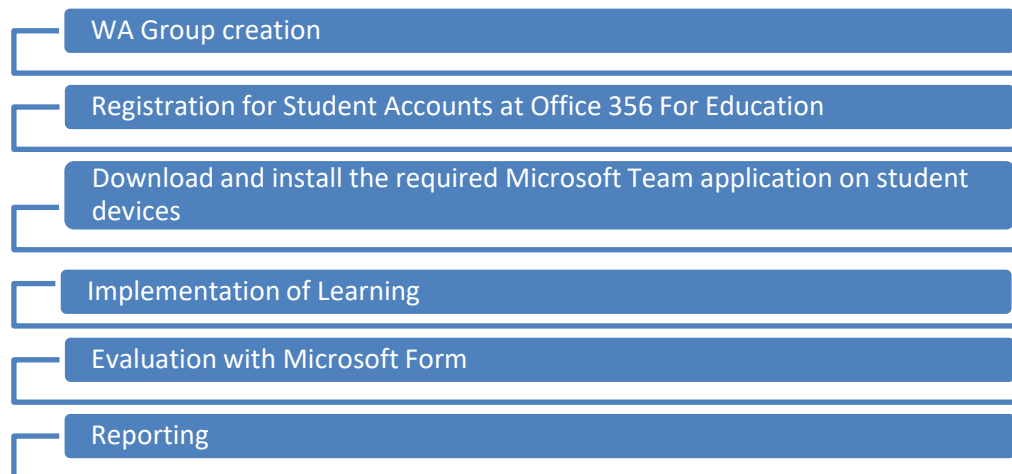 WA Group creation
Registration for Student Accounts at Office 356 For Education
Download and install the required Microsoft Team application on student
devices
Implementation of Learning
Evaluation with Microsoft Form
Reporting